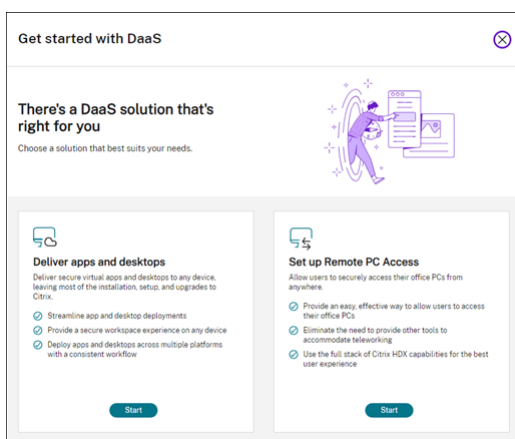 Get started with DaaS
There's a DaaS solution that's
right for you
Choose a solution that best suits your needs.
Deliver apps and desktops
Deliver secure virtual apps and desktops to any device,
leaving most of the installation, setup, and upgrades to
Citrix.
Streamline app and desktop deployments
Provide a secure workspace experience on any device
Deploy apps and desktops across multiple platforms
with a consistent workflow
Start
Set up Remote PC Access
Allow users to securely access their office PCs from
anywhere.
Provide an easy, effective way to allow users to access
their office PCs
Eliminate the need to provide other tools to
accommodate teleworking
Use the full stack of Citrix HDX capabilities for the best
user experience
Start